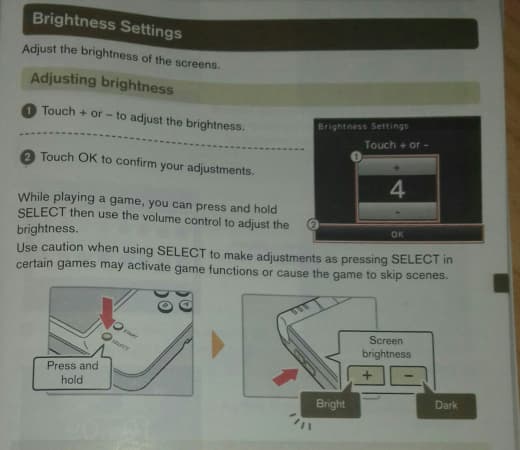 Brightness Settings
Adjust the brightness of the screens.
Adjusting brightness
1 Touch + or – to adjust the brightness.
2 Touch OK to confirm your adjustments.
Brightness Settings
Touch + or -
1
+
4
-
2
OK
While playing a game, you can press and hold
SELECT then use the volume control to adjust the
brightness.
Use caution when using SELECT to make adjustments as pressing SELECT in
certain games may activate game functions or cause the game to skip scenes.
START
SELECT
Press and
hold
Screen
brightness
+ –
Bright
Dark